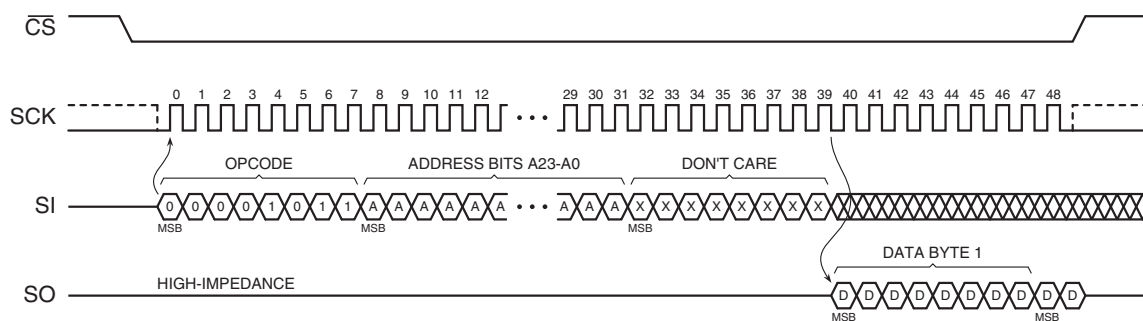 CS
0 1 2 3 4 5 6 7 8 9 10 11 12 29 30 31 32 33 34 35 36 37 38 39 40 41 42 43 44 45 46 47 48
SCK
OPCODE ADDRESS BITS A23-A0 DON'T CARE
SI 0 0 0 0 1 0 1 1 A A A A A A A A A X X X X X X X X
MSB MSB MSB
DATA BYTE 1
HIGH-IMPEDANCE
SO D D D D D D D D D D
MSB MSB